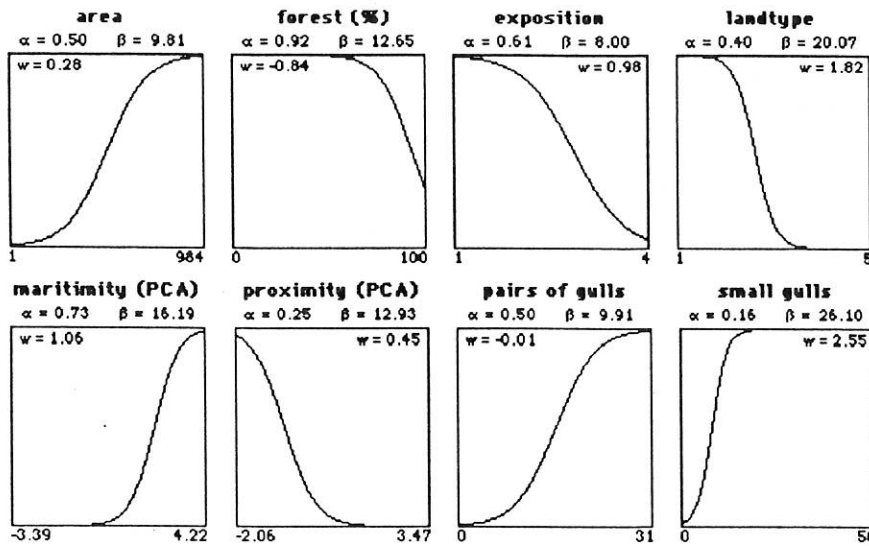 area forest (%) exposition landtype
α = 0.50 β = 9.81 α = 0.92 β = 12.65 α = 0.61 β = 8.00 α = 0.40 β = 20.07
w = 0.28 w = -0.84 w = 0.98 w = 1.82
1 984 0 100 1 4 1
maritimity (PCA) proximity (PCA) pairs of gulls small gulls
α = 0.73 β = 16.19 α = 0.25 β = 12.93 α = 0.50 β = 9.91 α = 0.16 β = 26.10
w = 1.06 w = 0.45 w = -0.01 w = 2.55
-3.39 4.22 -2.06 3.47 0 31 0